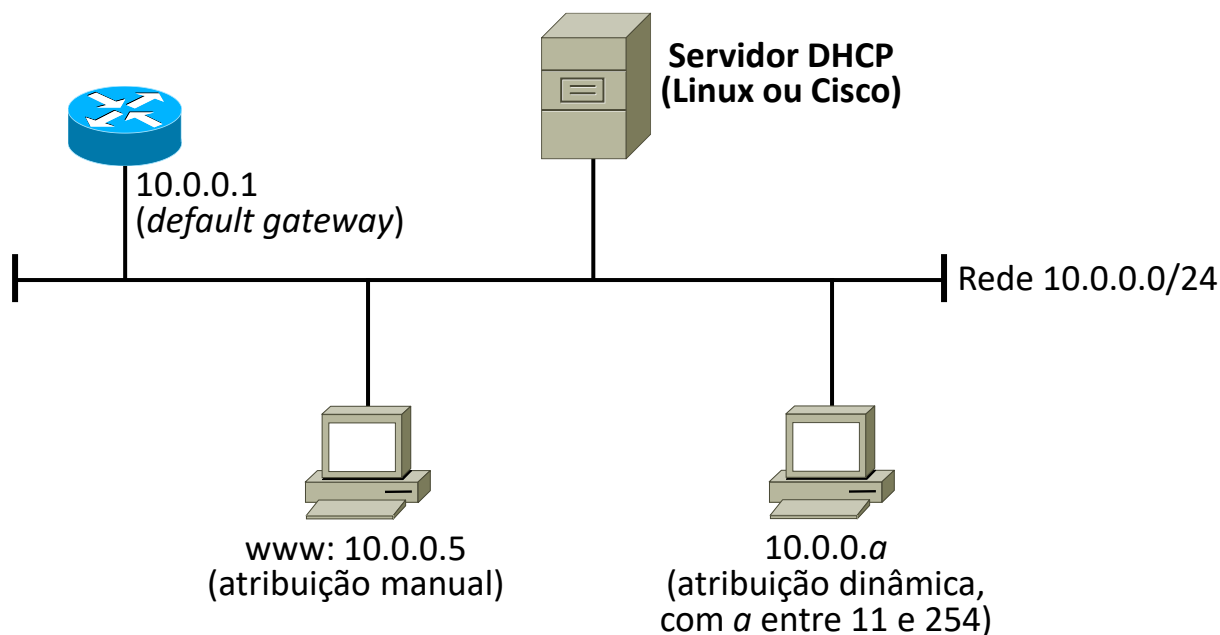 Servidor DHCP
(Linux ou Cisco)
10.0.0.1
(default gateway)
Rede 10.0.0.0/24
www: 10.0.0.5
(atribuição manual)
10.0.0.a
(atribuição dinâmica,
com a entre 11 e 254)